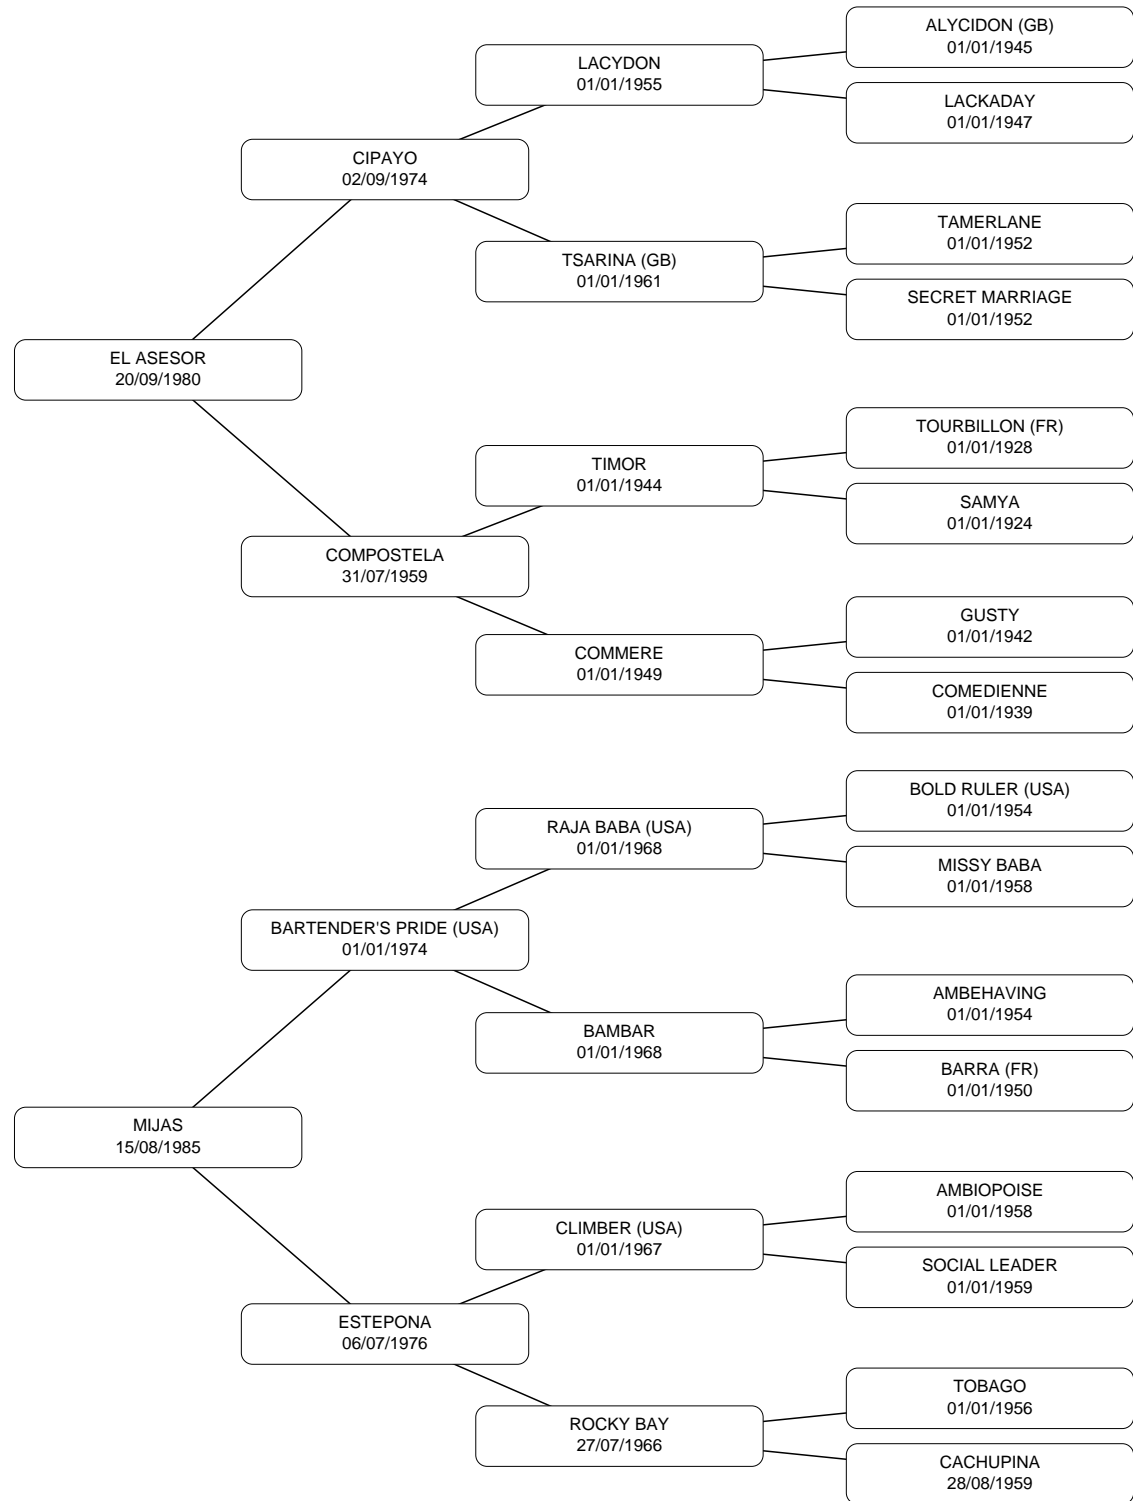 ALYCIDON (GB)
01/01/1945
LACYDON
01/01/1955
LACKADAY
01/01/1947
CIPAYO
02/09/1974
TAMERLANE
01/01/1952
TSARINA (GB)
01/01/1961
SECRET MARRIAGE
01/01/1952
EL ASESOR
20/09/1980
TOURBILLON (FR)
01/01/1928
TIMOR
01/01/1944
SAMYA
01/01/1924
COMPOSTELA
31/07/1959
GUSTY
01/01/1942
COMMERE
01/01/1949
COMEDIENNE
01/01/1939
BOLD RULER (USA)
01/01/1954
RAJA BABA (USA)
01/01/1968
MISSY BABA
01/01/1958
BARTENDER'S PRIDE (USA)
01/01/1974
AMBEHAVING
01/01/1954
BAMBAR
01/01/1968
BARRA (FR)
01/01/1950
MIJAS
15/08/1985
AMBIOPOISE
01/01/1958
CLIMBER (USA)
01/01/1967
SOCIAL LEADER
01/01/1959
ESTEPONA
06/07/1976
TOBAGO
01/01/1956
ROCKY BAY
27/07/1966
CACHUPINA
28/08/1959